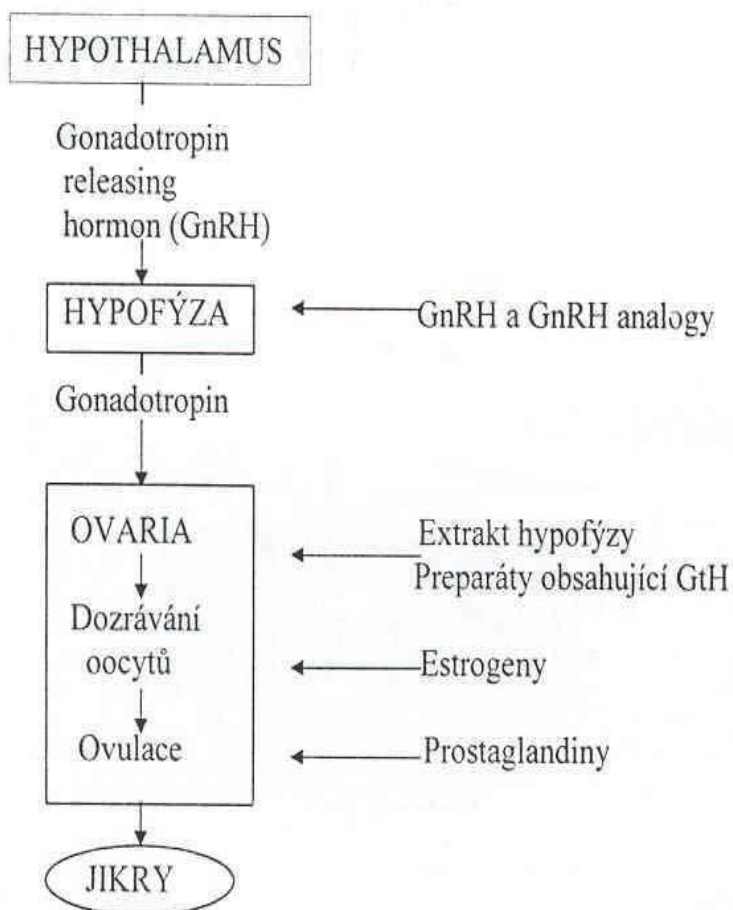 HYPOTHALAMUS
Gonadotropin
releasing
hormon (GnRH)
HYPOFÝZA
GnRH a GnRH analogy
Gonadotropin
OVARIA
Extrakt hypofýzy
Preparáty obsahující GtH
Dozrávání
oocytů
Estrogeny
Ovulace
Prostaglandiny
JIKRY